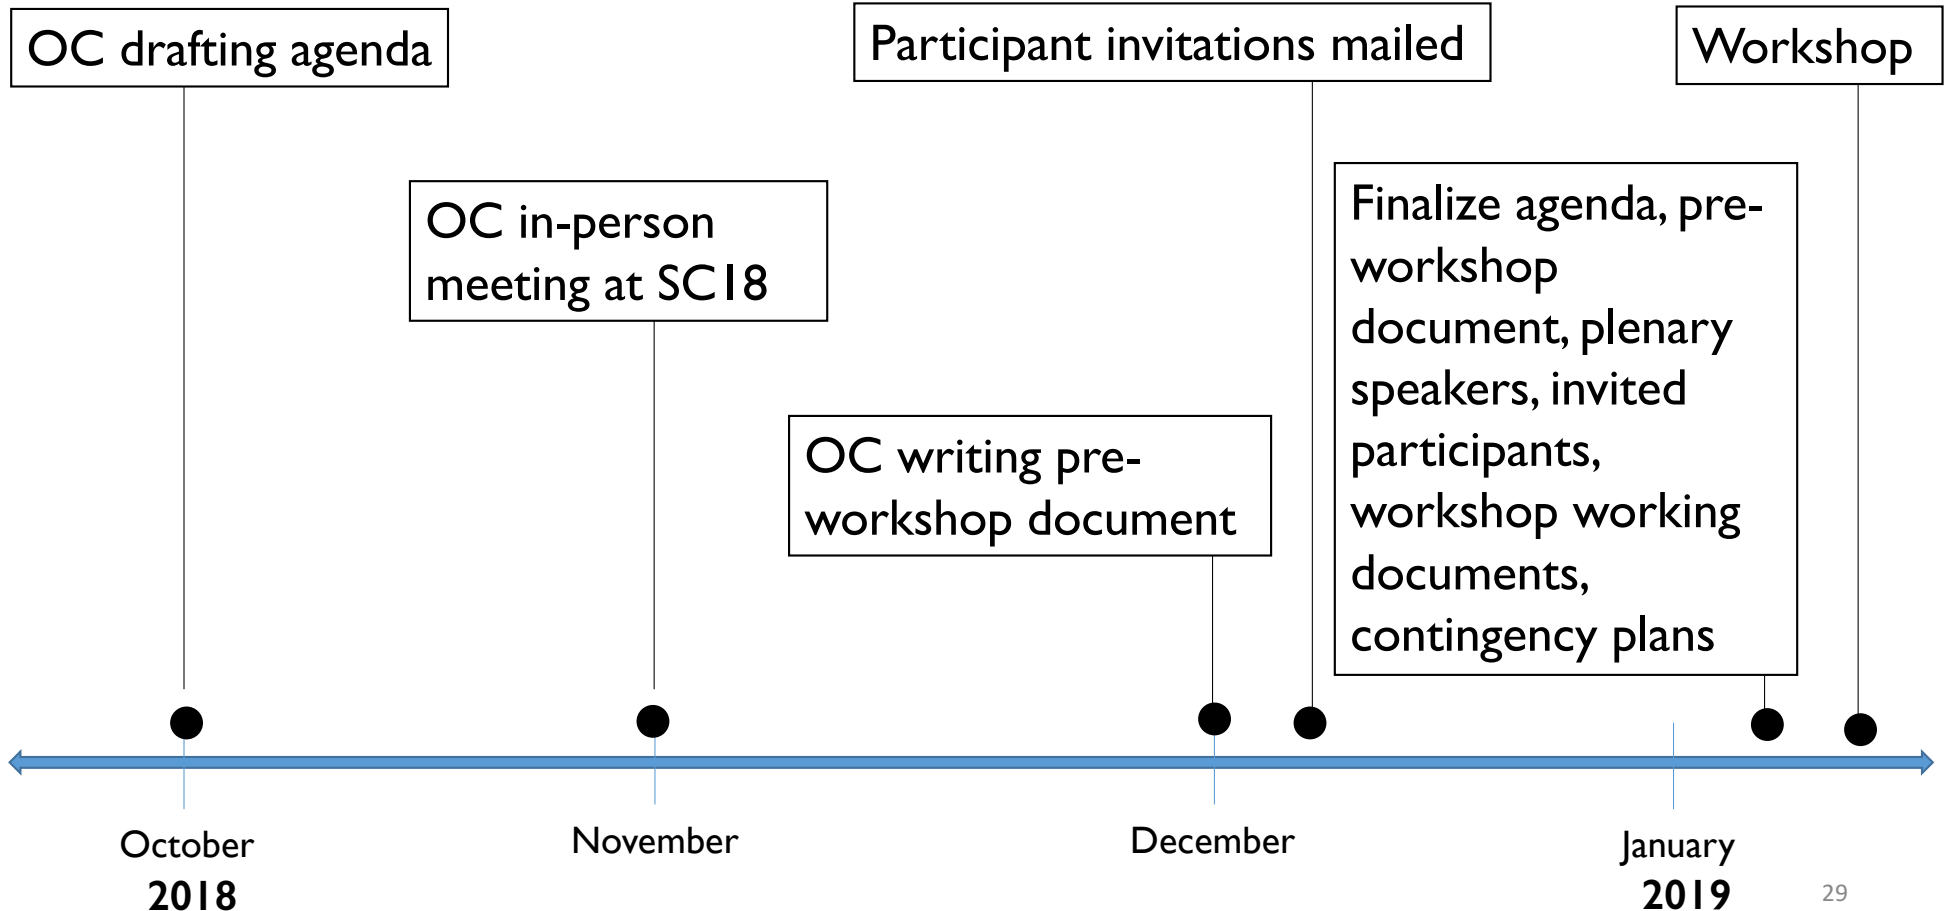 OC drafting agenda
Participant invitations mailed
Workshop
OC in-person
meeting at SC18
Finalize agenda, pre-
workshop
document, plenary
speakers, invited
participants,
workshop working
documents,
contingency plans
OC writing pre-
workshop document
October
2018
November
December
January
2019
29